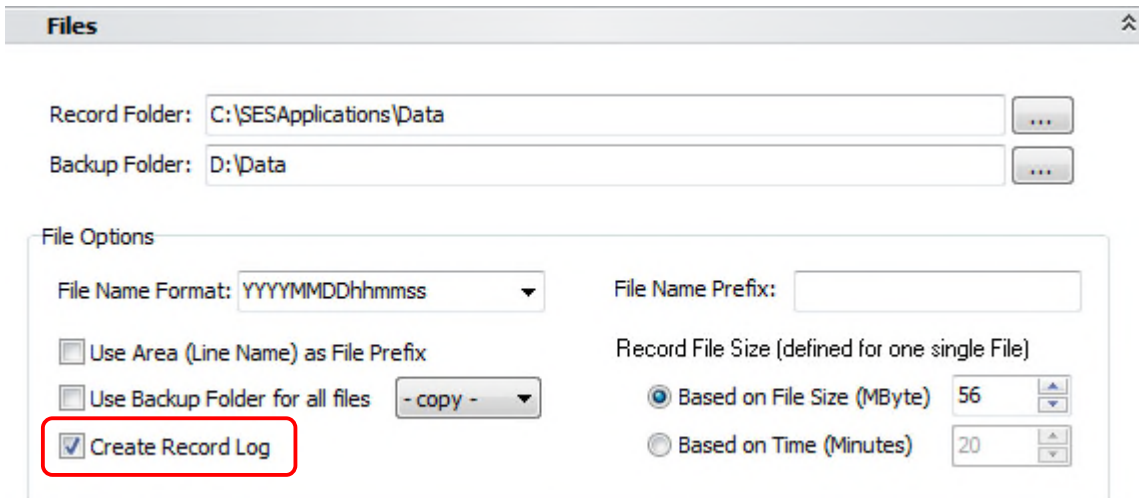 Files
Record Folder: C:\SESApplications\Data ...
Backup Folder: D:\Data ...
File Options
File Name Format: YYYYMMDDhhmmss File Name Prefix:
Use Area (Line Name) as File Prefix Record File Size (defined for one single File)
Use Backup Folder for all files - copy - Based on File Size (MByte) 56
Create Record Log Based on Time (Minutes) 20